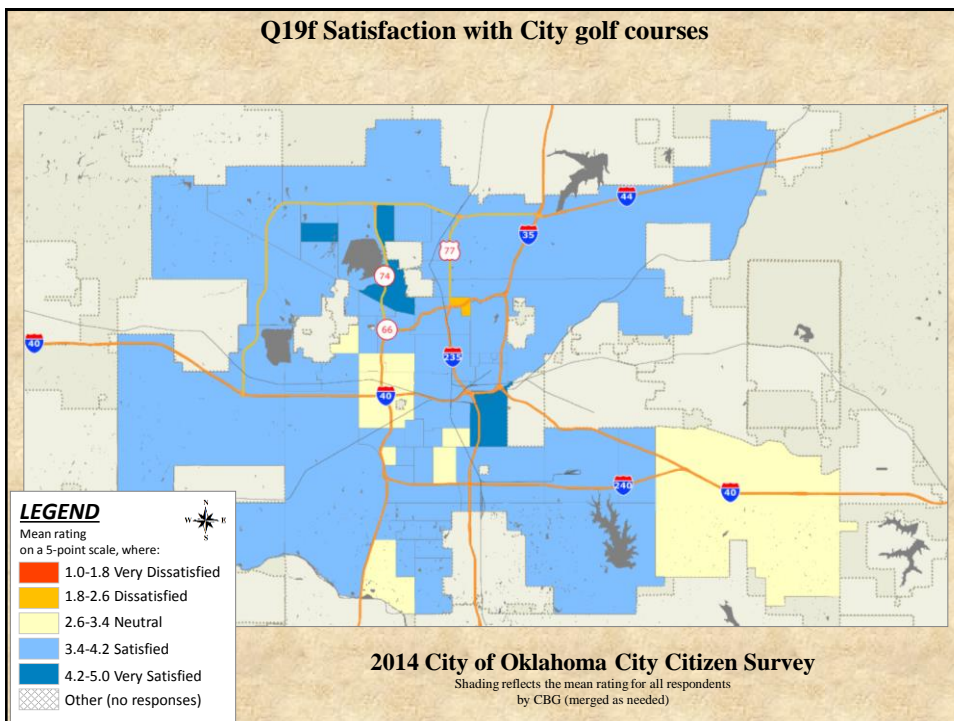 Q19f Satisfaction with City golf courses
44
35
77
74
66
40
235
40
240
40
LEGEND
N
W E
S
Mean rating
on a 5-point scale, where:
1.0-1.8 Very Dissatisfied
1.8-2.6 Dissatisfied
2.6-3.4 Neutral
3.4-4.2 Satisfied
4.2-5.0 Very Satisfied
Other (no responses)
2014 City of Oklahoma City Citizen Survey
Shading reflects the mean rating for all respondents
by CBG (merged as needed)